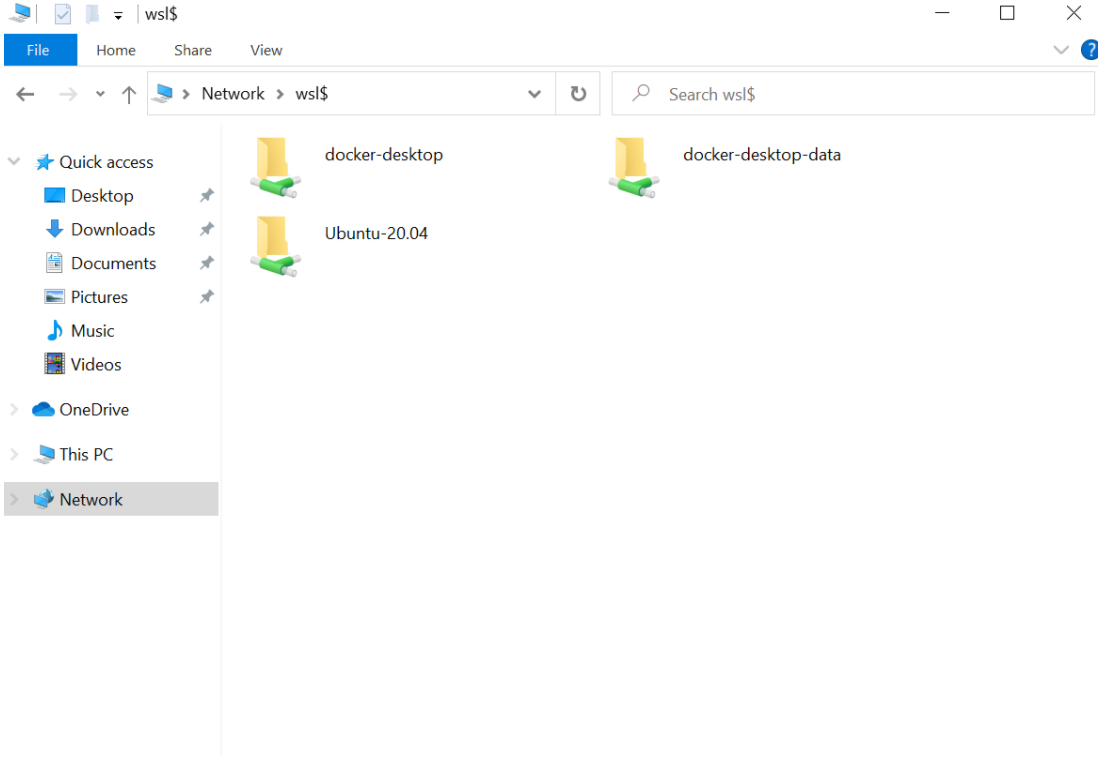 wsl$
File Home Share View
?
Network wsl$
Search wsl$
Quick access
Desktop
Downloads
Documents
Pictures
Music
Videos
OneDrive
This PC
Network
docker-desktop
docker-desktop-data
Ubuntu-20.04